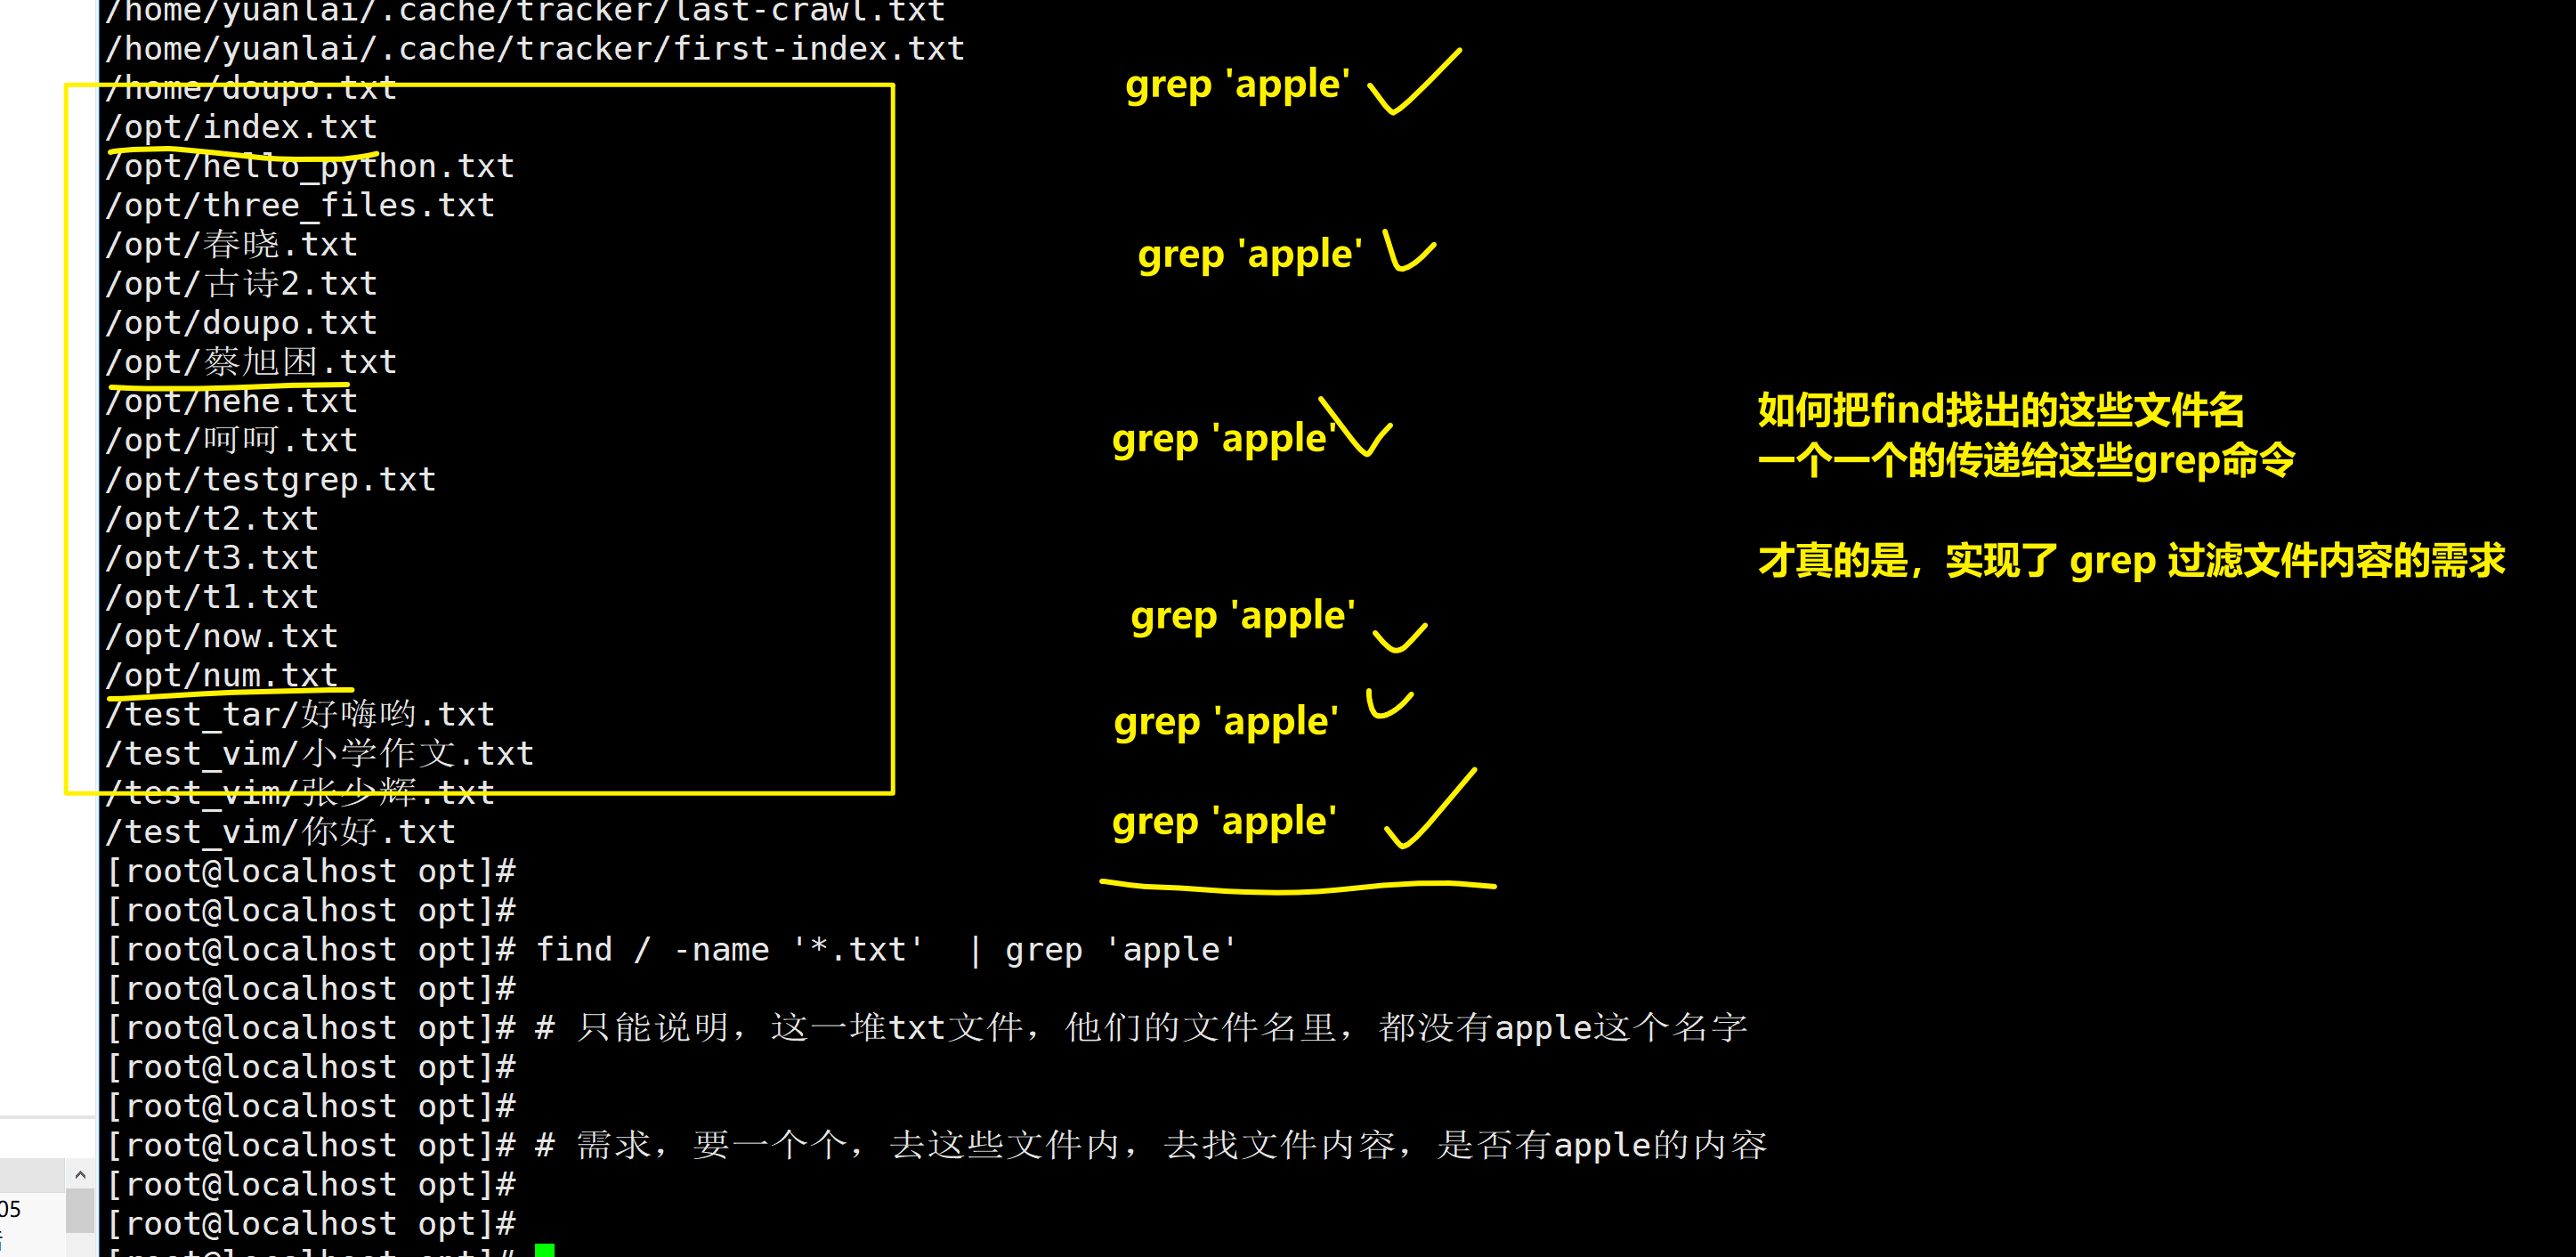 /home/yuanlai/.cache/tracker/last-crawl.txt
/home/yuanlai/.cache/tracker/first-index.txt
/home/doupo.txt
/opt/index.txt
/opt/hello_python.txt
/opt/three_files.txt
/opt/春晓.txt
/opt/古诗2.txt
/opt/doupo.txt
/opt/蔡旭困.txt
/opt/hehe.txt
/opt/呵呵.txt
/opt/testgrep.txt
/opt/t2.txt
/opt/t3.txt
/opt/t1.txt
/opt/now.txt
/opt/num.txt
/test_tar/好嗨哟.txt
/test_vim/小学作文.txt
/test_vim/张少辉.txt
/test_vim/你好.txt
[root@localhost opt]#
[root@localhost opt]#
[root@localhost opt]# find / -name '*.txt'  | grep 'apple'
[root@localhost opt]#
[root@localhost opt]# # 只能说明，这一堆txt文件，他们的文件名里，都没有apple这个名字
[root@localhost opt]#
[root@localhost opt]#
[root@localhost opt]# # 需求，要一个个，去这些文件内，去找文件内容，是否有apple的内容
[root@localhost opt]#
[root@localhost opt]#
[root@localhost opt]#
grep 'apple'
grep 'apple'
grep 'apple'
grep 'apple'
grep 'apple'
grep 'apple'
如何把find找出的这些文件名
一个一个的传递给这些grep命令
才真的是，实现了 grep 过滤文件内容的需求
05